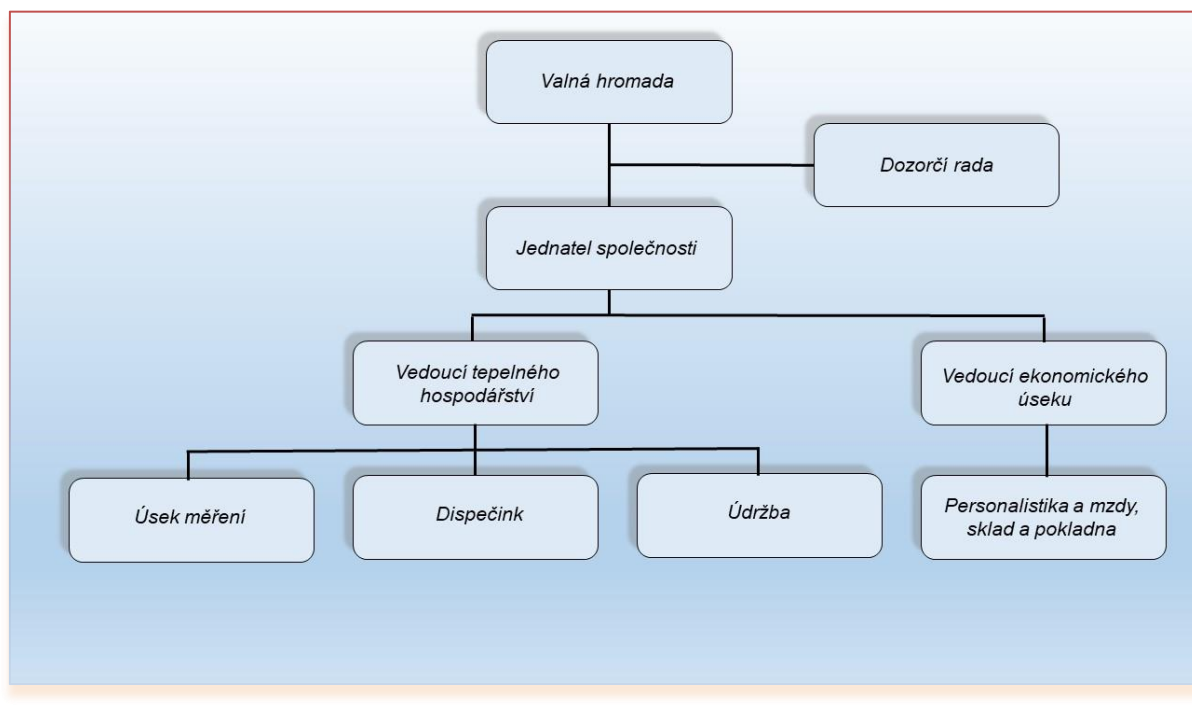 Valná hromada
Dozorčí rada
Jednatel společnosti
Vedoucí tepelného
hospodářství
Vedoucí ekonomického
úseku
Úsek měření
Dispečink
Údržba
Personalistika a mzdy,
sklad a pokladna